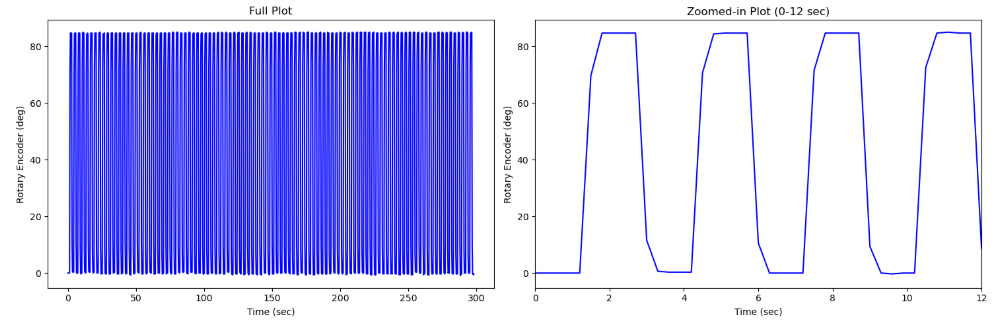 Full Plot
Rotary Encoder (deg)
80
60
40
20
0
0 50 100 150 200 250 300
Time (sec)
Zoomed-in Plot (0-12 sec)
Rotary Encoder (deg)
80
60
40
20
0
0 2 4 6 8 10 12
Time (sec)